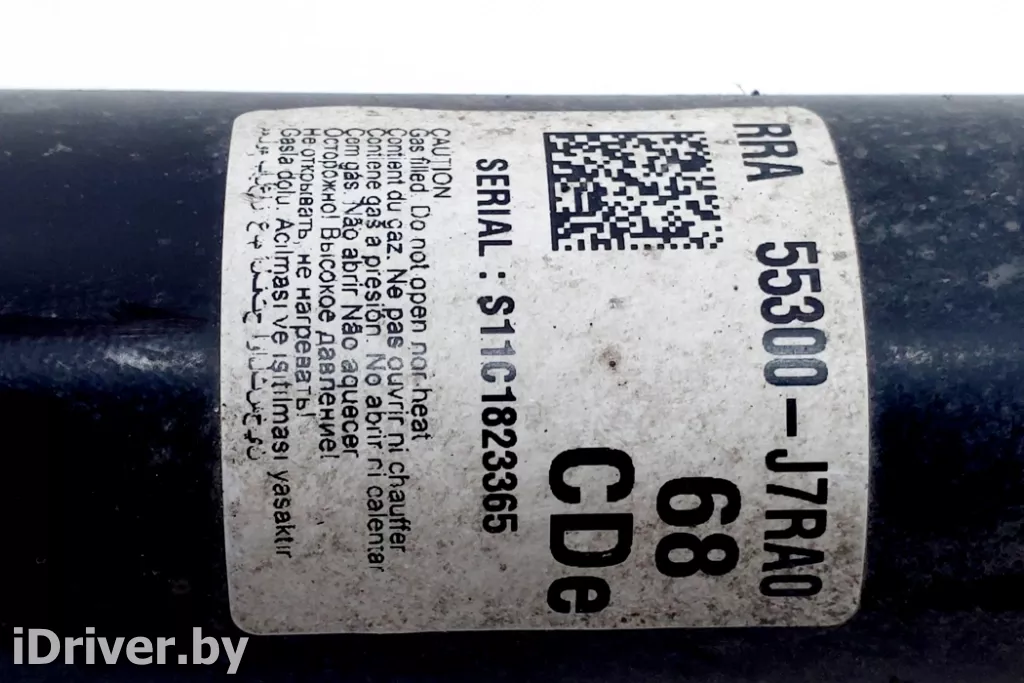 RRA 55300-J7RA0
68
CDe
SERIAL : S11C1823365
CAUTION
Gas filled. Do not open nor heat
Contient du gaz. Ne pas ouvrir ni chauffer
Contiene gas a presión. No abrir ni calentar
Com gás. Não abrir Não aquecer
Осторожно! Высокое давление!
Не открывать, не нагревать!
Gasla dolu. Açılması ve ısıtılması yasaktır
iDriver.by